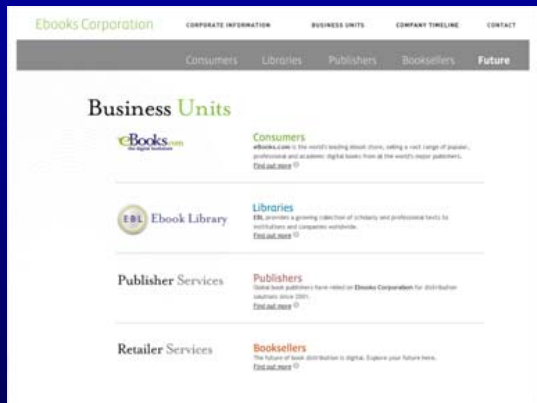 Ebooks Corporation CORPORATE INFORMATION BUSINESS UNITS COMPANY TIMELINE CONTACT
Consumers Libraries Publishers Booksellers Future
Business Units
eBooks.com
the digital bookstore
Consumers
eBooks.com is the world's leading ebook store, selling a vast range of popular,
professional and academic digital books from all the world's major publishers.
Find out more
EBL Ebook Library
Libraries
EBL provides a growing collection of scholarly and professional texts to
institutions and companies worldwide.
Find out more
Publisher Services
Publishers
Global book publishers have relied on Ebooks Corporation for distribution
solutions since 2001.
Find out more
Retailer Services
Booksellers
The future of book distribution is digital. Explore your future here.
Find out more